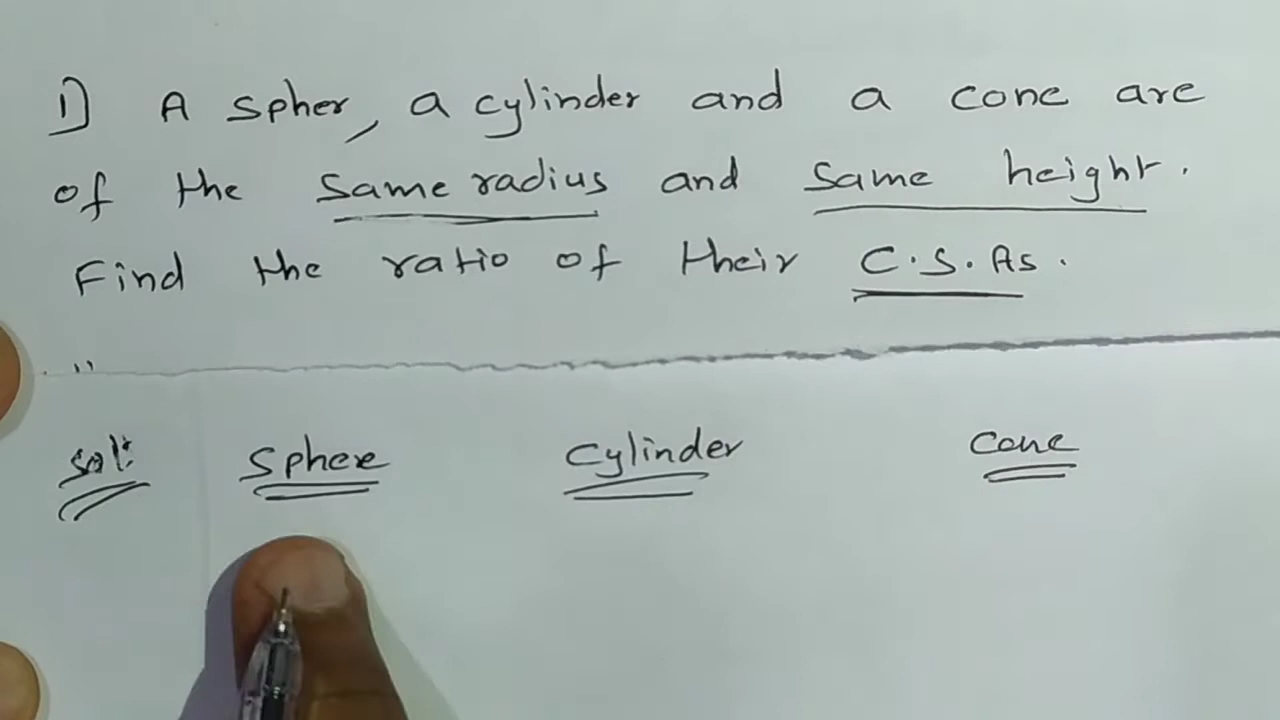 1) A spher, a cylinder and a cone are
of the same radius and same height.
Find the ratio of their C.S.As.
Sol:
Sphere Cylinder Cone